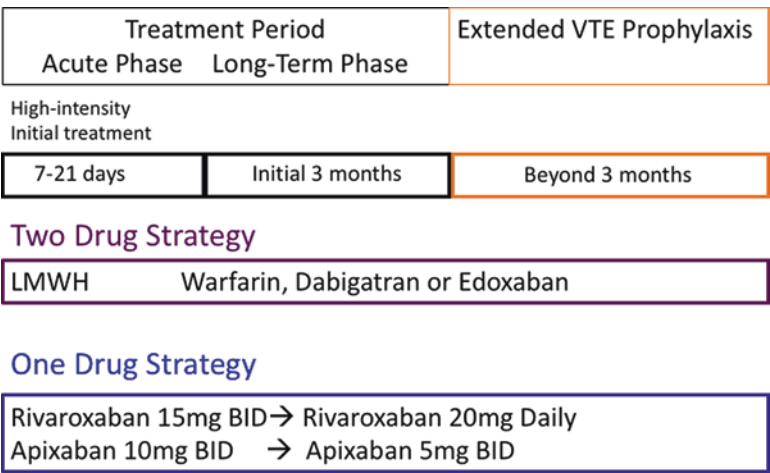 Treatment Period
Extended VTE Prophylaxis
Acute Phase Long-Term Phase
High-intensity
Initial treatment
7-21 days
Initial 3 months
Beyond 3 months
Two Drug Strategy
LMWH Warfarin, Dabigatran or Edoxaban
One Drug Strategy
Rivaroxaban 15mg BID→ Rivaroxaban 20mg Daily
Apixaban 10mg BID → Apixaban 5mg BID